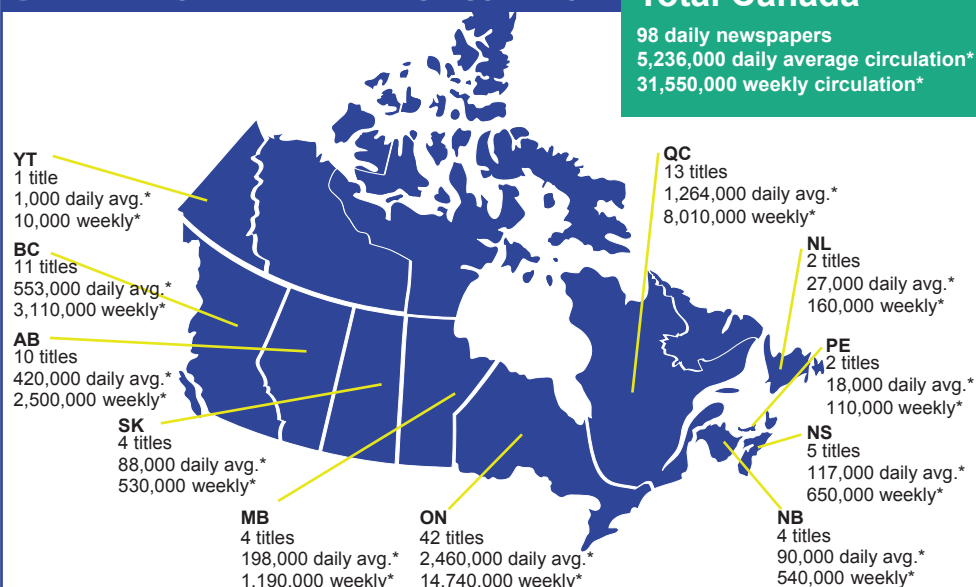 Total Canada
98 daily newspapers
5,236,000 daily average circulation*
31,550,000 weekly circulation*
YT
1 title
1,000 daily avg.*
10,000 weekly*
BC
11 titles
553,000 daily avg.*
3,110,000 weekly*
AB
10 titles
420,000 daily avg.*
2,500,000 weekly*
SK
4 titles
88,000 daily avg.*
530,000 weekly*
MB
4 titles
198,000 daily avg.*
1,190,000 weekly*
ON
42 titles
2,460,000 daily avg.*
14,740,000 weekly*
QC
13 titles
1,264,000 daily avg.*
8,010,000 weekly*
NL
2 titles
27,000 daily avg.*
160,000 weekly*
PE
2 titles
18,000 daily avg.*
110,000 weekly*
NS
5 titles
117,000 daily avg.*
650,000 weekly*
NB
4 titles
90,000 daily avg.*
540,000 weekly*